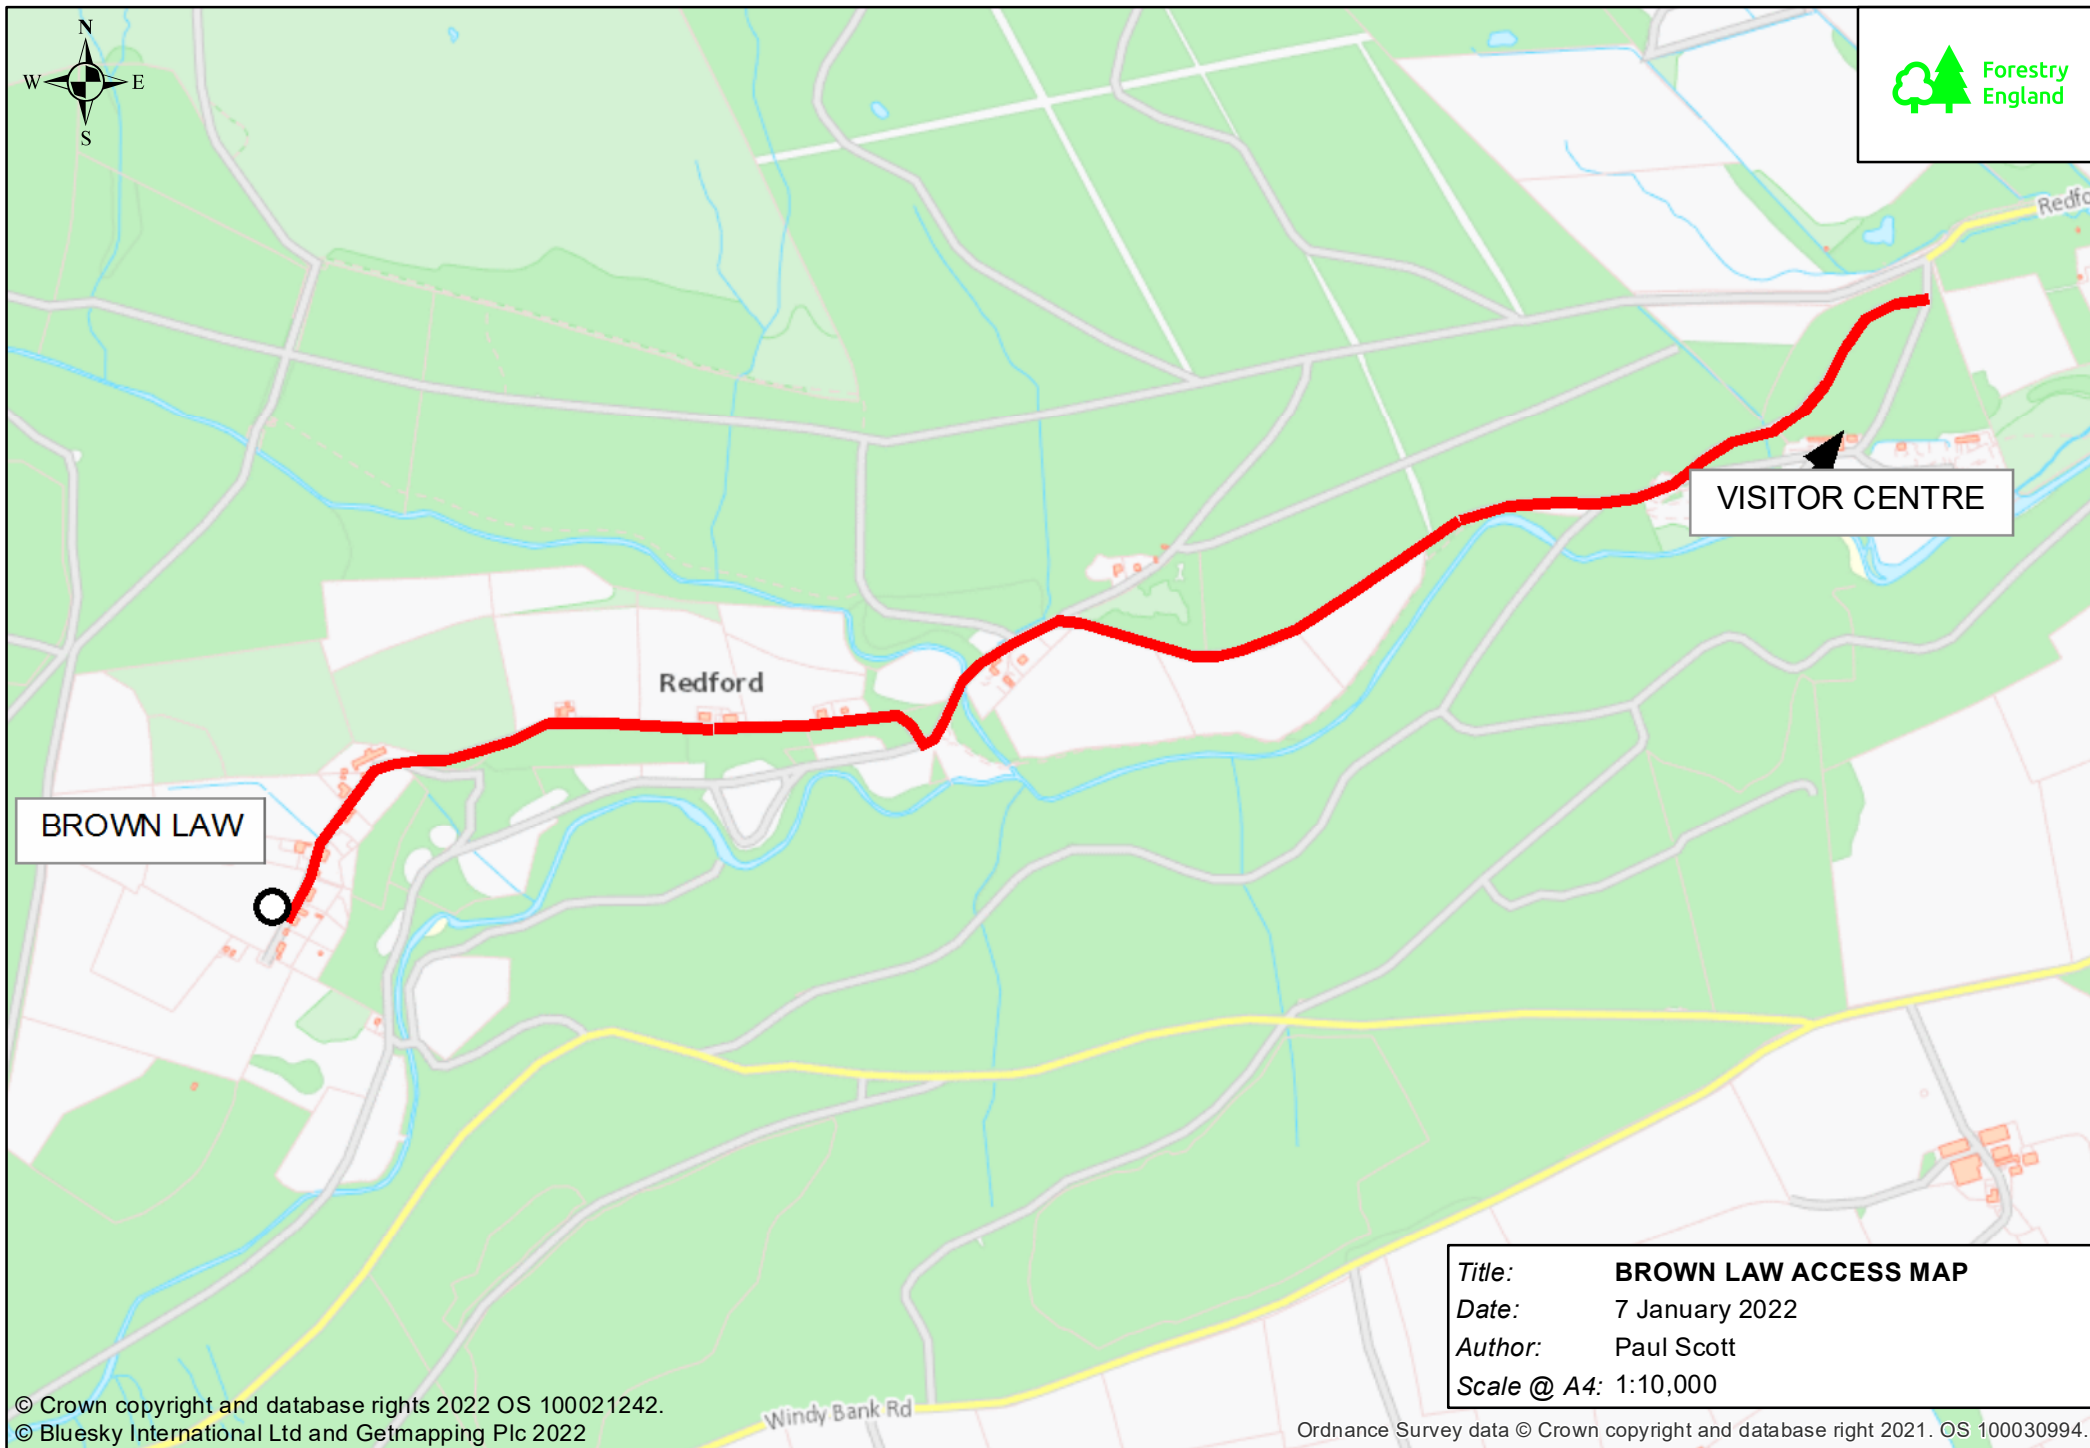 N
W E
S
Forestry
England
Redfo
VISITOR CENTRE
Redford
BROWN LAW
Title: BROWN LAW ACCESS MAP
Date: 7 January 2022
Author: Paul Scott
Scale @ A4: 1:10,000
Windy Bank Rd
© Crown copyright and database rights 2022 OS 100021242.
© Bluesky International Ltd and Getmapping Plc 2022
Ordnance Survey data © Crown copyright and database right 2021. OS 100030994.